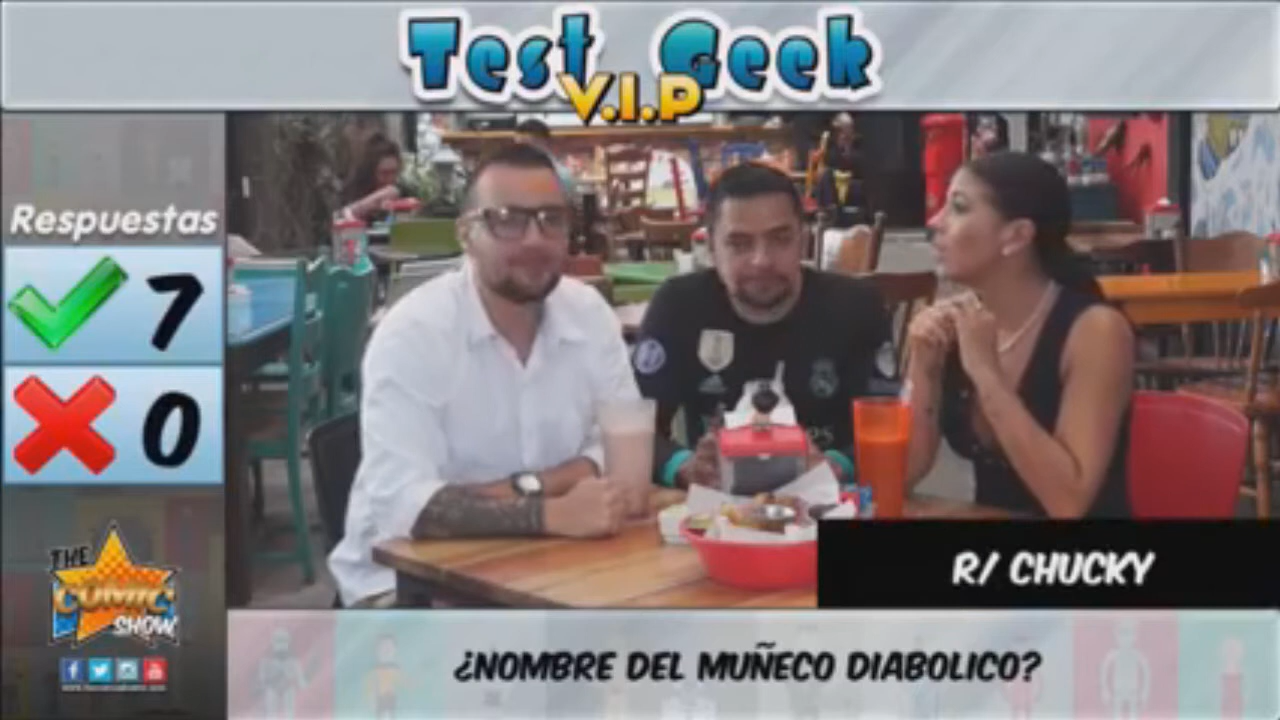 Test Geek
V.I.P
Respuestas
7
0
THE
COMIC
SHOW
R/ CHUCKY
¿NOMBRE DEL MUÑECO DIABOLICO?